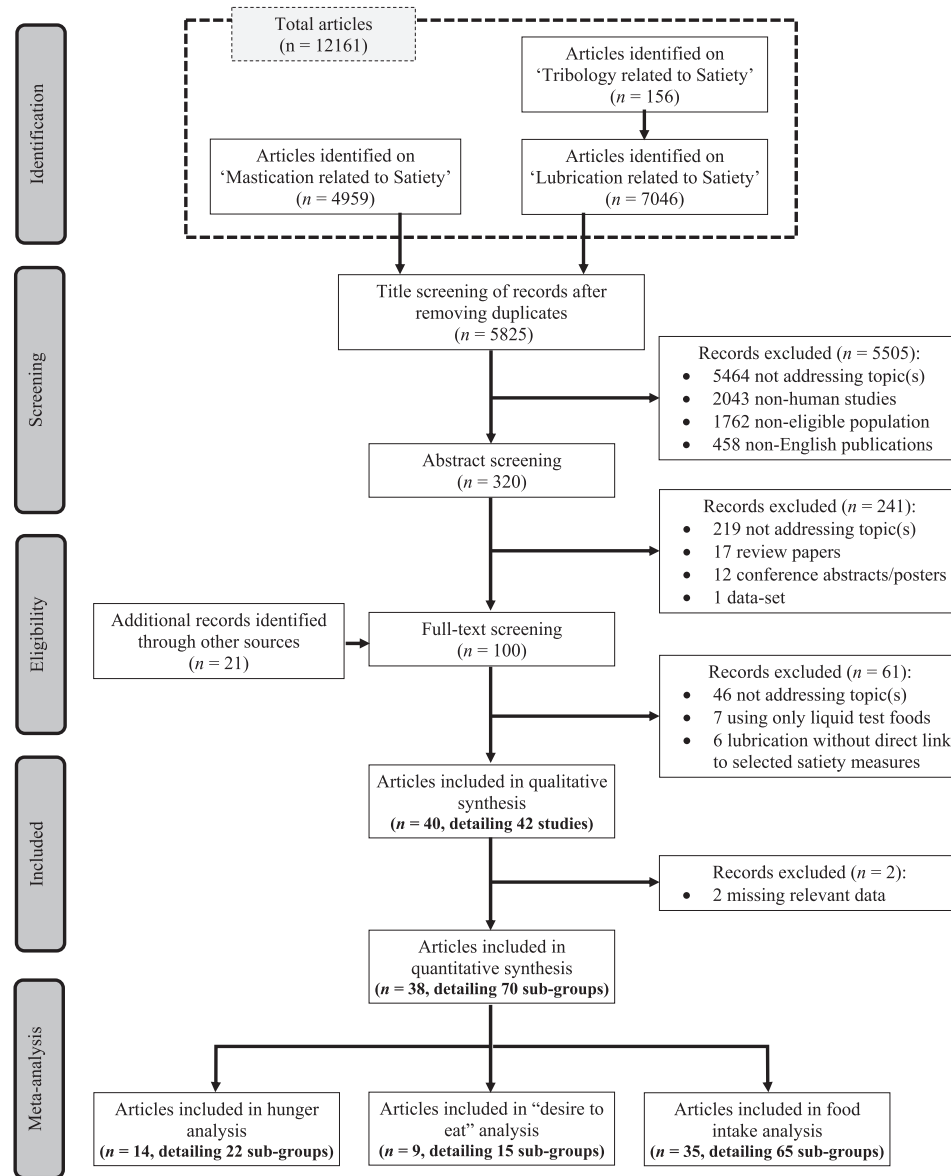 Identification
Total articles
(n = 12161)
Articles identified on
‘Tribology related to Satiety’
(n = 156)
Articles identified on
‘Mastication related to Satiety’
(n = 4959)
Articles identified on
‘Lubrication related to Satiety’
(n = 7046)
Screening
Title screening of records after
removing duplicates
(n = 5825)
Records excluded (n = 5505):
• 5464 not addressing topic(s)
• 2043 non-human studies
• 1762 non-eligible population
• 458 non-English publications
Abstract screening
(n = 320)
Records excluded (n = 241):
• 219 not addressing topic(s)
• 17 review papers
• 12 conference abstracts/posters
• 1 data-set
Eligibility
Additional records identified
through other sources
(n = 21)
Full-text screening
(n = 100)
Records excluded (n = 61):
• 46 not addressing topic(s)
• 7 using only liquid test foods
• 6 lubrication without direct link
to selected satiety measures
Included
Articles included in qualitative
synthesis
(n = 40, detailing 42 studies)
Records excluded (n = 2):
• 2 missing relevant data
Articles included in
quantitative synthesis
(n = 38, detailing 70 sub-groups)
Meta-analysis
Articles included in hunger
analysis
(n = 14, detailing 22 sub-groups)
Articles included in “desire to
eat” analysis
(n = 9, detailing 15 sub-groups)
Articles included in food
intake analysis
(n = 35, detailing 65 sub-groups)